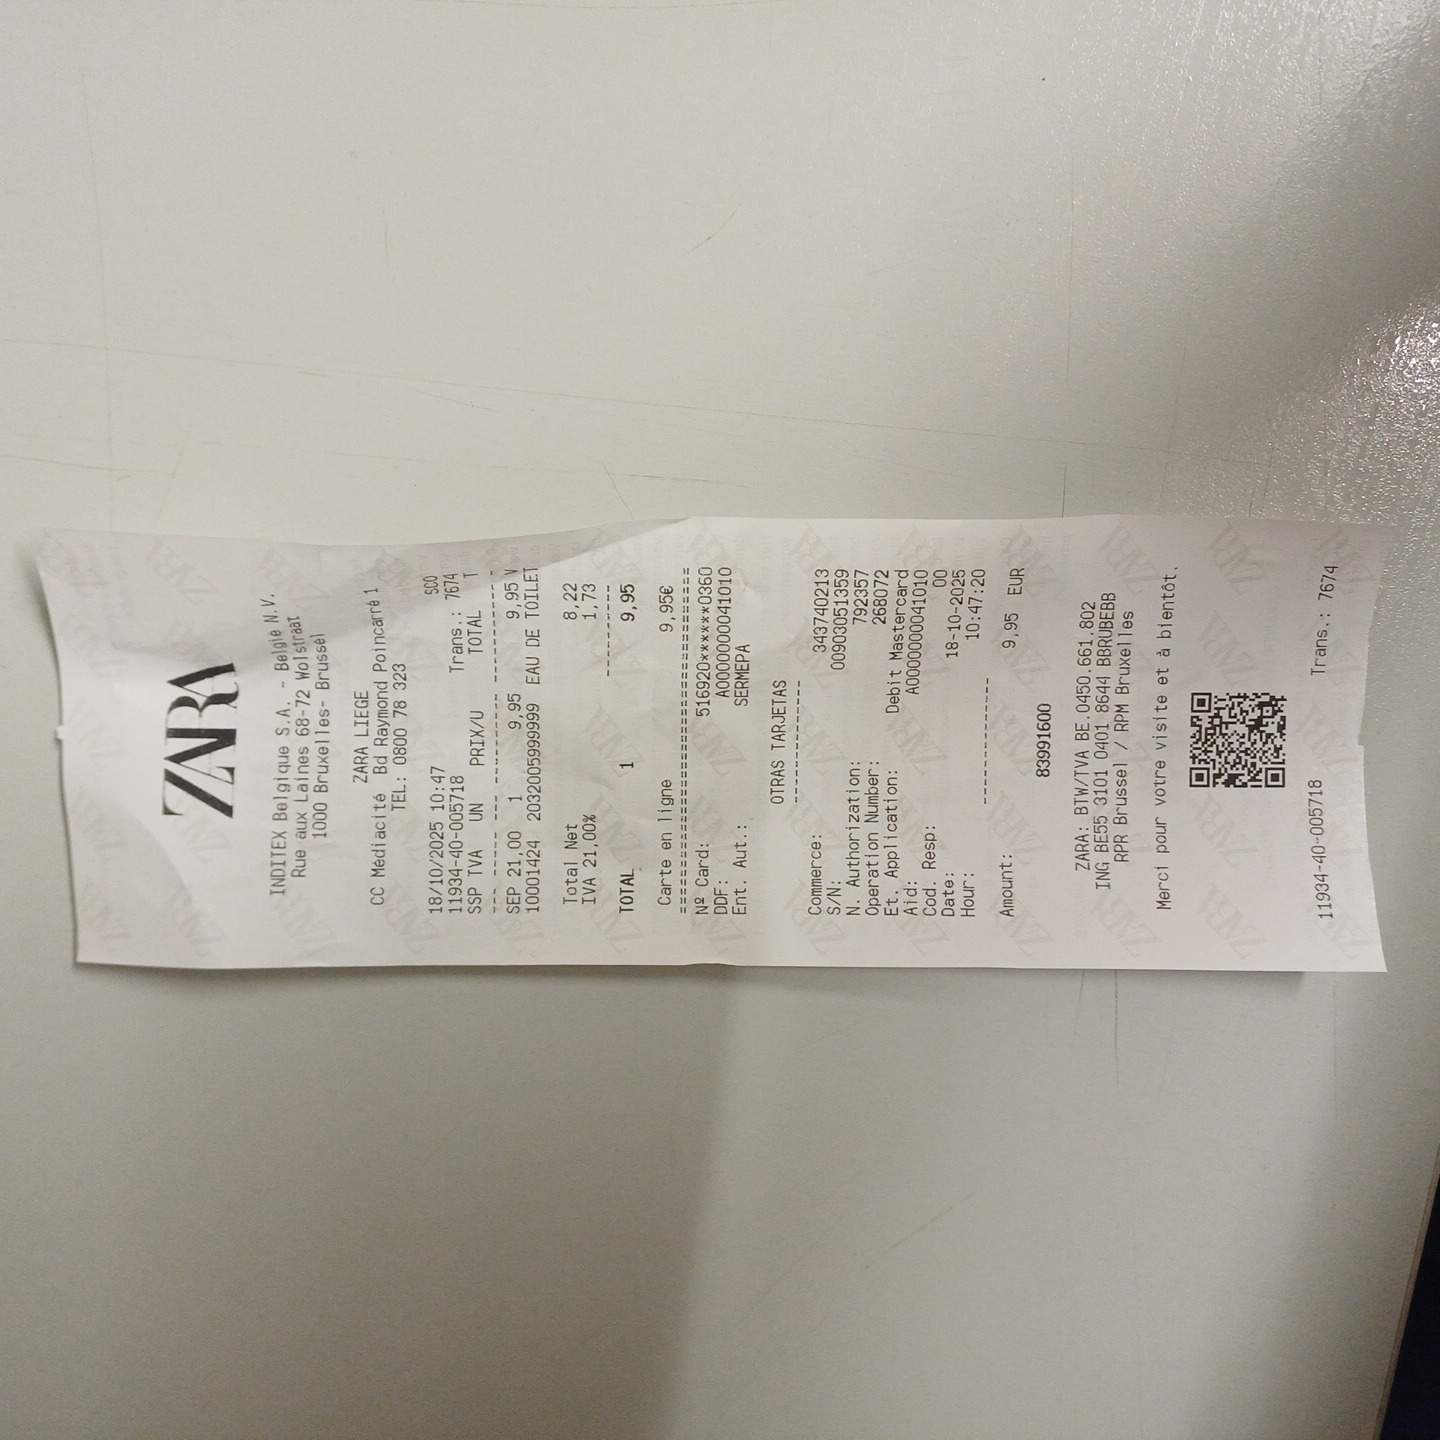 ZARA
INDITEX Belgique S.A. - Belgie N.V.
Rue aux Laines 68-72 Wolstraat
1000 Bruxelles- Brussel
ZARA LIEGE
CC Médiacité Bd Raymond Poincarré 1
TEL: 0800 78 323
18/10/2025 10:47 SCO
11934-40-005718 Trans.: 7674
SSP TVA UN PRIX/U TOTAL T
SEP 21,00 1 9,95 9,95 V
10001424 20320059999999 EAU DE TOILET
Total Net 8,22
IVA 21,00% 1,73
TOTAL 1 9,95
Carte en ligne 9,95€
Nº Card: 516920******0360
DDF: A0000000041010
Ent. Aut.: SERMEPA
OTRAS TARJETAS
Commerce: 343740213
S/N: 00903051359
N. Authorization: 792357
Operation Number: 268072
Et. Application: Debit Mastercard
Aid: A0000000041010
Cod. Resp: 00
Date: 18-10-2025
Hour: 10:47:20
Amount: 9,95 EUR
83991600
ZARA: BTW/TVA BE.0450.661.802
ING BE55 3101 0401 8644 BBRUBEBB
RPR Brussel / RPM Bruxelles
Merci pour votre visite et à bientôt.
11934-40-005718 Trans.: 7674